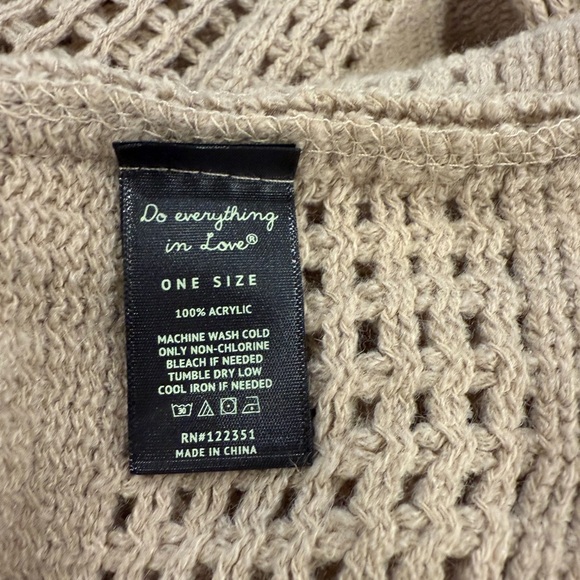 Do everything
in Love®
ONE SIZE
100% ACRYLIC
MACHINE WASH COLD
ONLY NON-CHLORINE
BLEACH IF NEEDED
TUMBLE DRY LOW
COOL IRON IF NEEDED
30
RN#122351
MADE IN CHINA